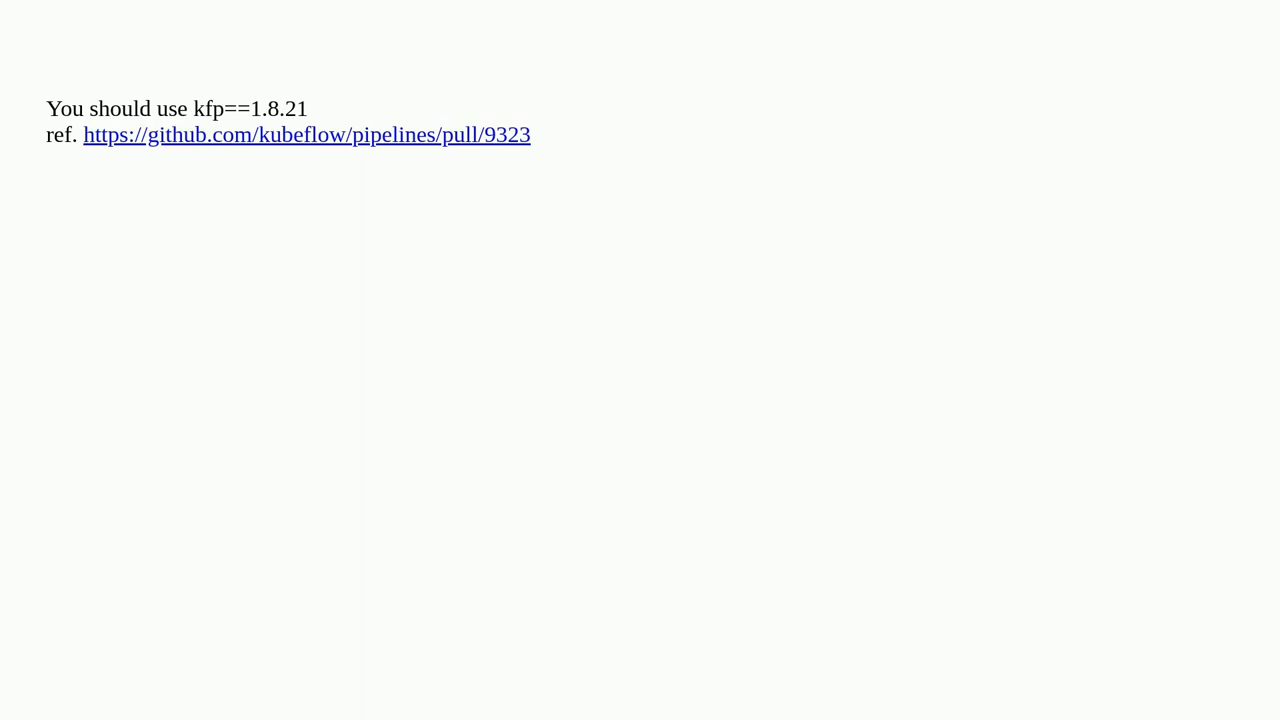 You should use kfp==1.8.21
ref. https://github.com/kubeflow/pipelines/pull/9323